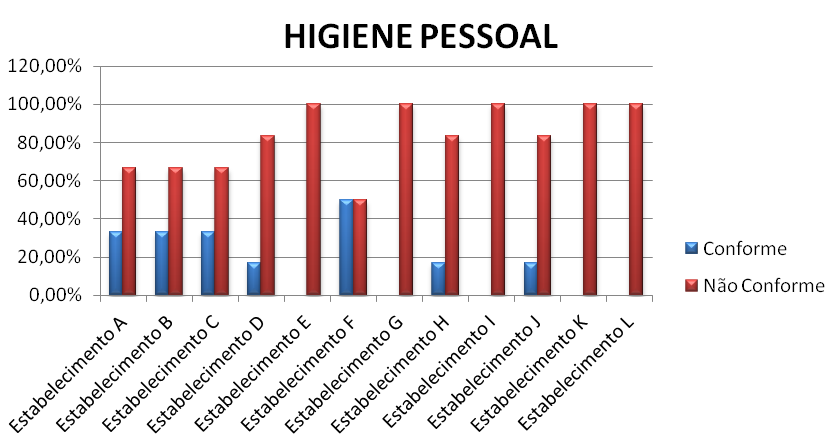 HIGIENE PESSOAL
120,00%
100,00%
80,00%
60,00%
40,00%
20,00%
0,00%
Estabelecimento A
Estabelecimento B
Estabelecimento C
Estabelecimento D
Estabelecimento E
Estabelecimento F
Estabelecimento G
Estabelecimento H
Estabelecimento I
Estabelecimento J
Estabelecimento K
Estabelecimento L
Conforme
Não Conforme